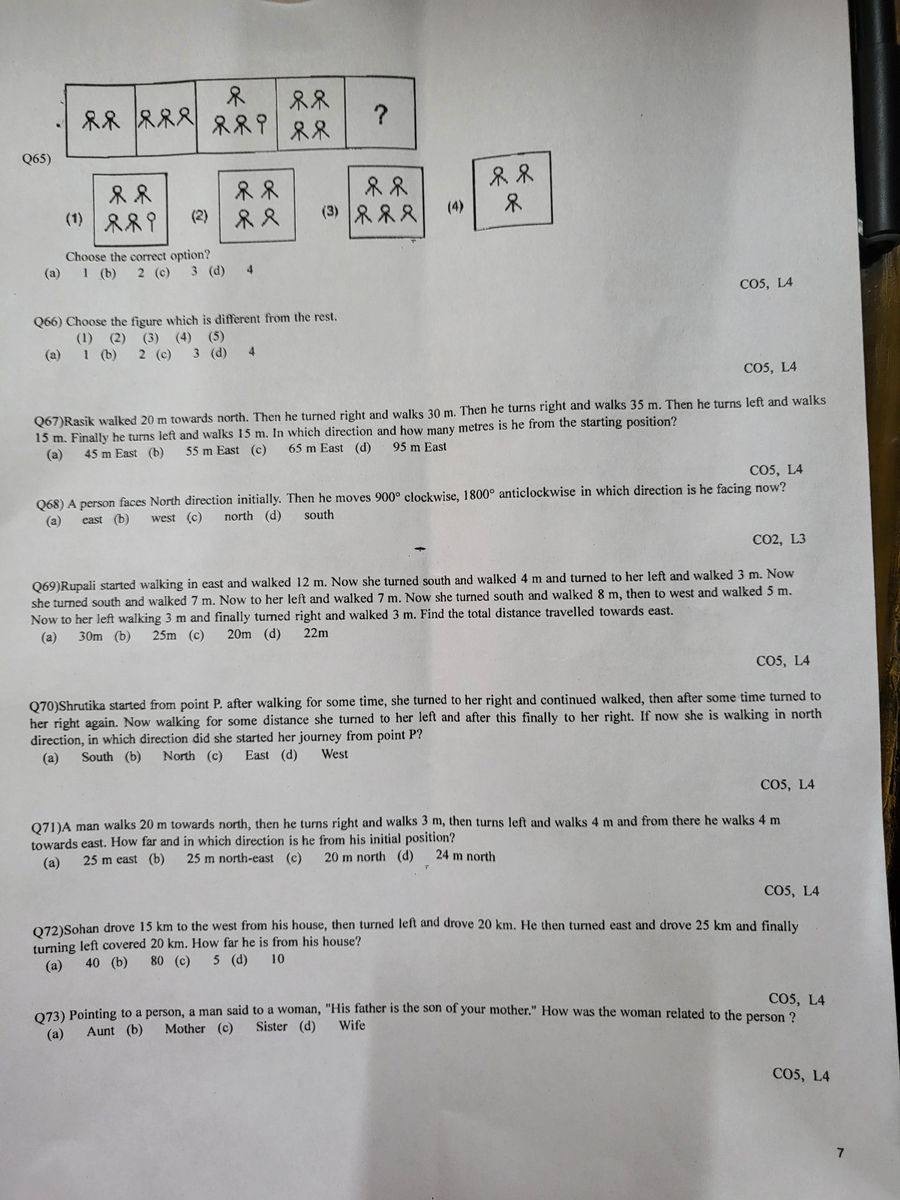 ?
Q65)
(1) (2) (3) (4)
Choose the correct option?
(a) 1 (b) 2 (c) 3 (d) 4
CO5, L4
Q66) Choose the figure which is different from the rest.
(1) (2) (3) (4) (5)
(a) 1 (b) 2 (c) 3 (d) 4
CO5, L4
Q67)Rasik walked 20 m towards north. Then he turned right and walks 30 m. Then he turns right and walks 35 m. Then he turns left and walks
15 m. Finally he turns left and walks 15 m. In which direction and how many metres is he from the starting position?
(a) 45 m East (b) 55 m East (c) 65 m East (d) 95 m East
CO5, L4
Q68) A person faces North direction initially. Then he moves 900° clockwise, 1800° anticlockwise in which direction is he facing now?
(a) east (b) west (c) north (d) south
CO2, L3
Q69)Rupali started walking in east and walked 12 m. Now she turned south and walked 4 m and turned to her left and walked 3 m. Now
she turned south and walked 7 m. Now to her left and walked 7 m. Now she turned south and walked 8 m, then to west and walked 5 m.
Now to her left walking 3 m and finally turned right and walked 3 m. Find the total distance travelled towards east.
(a) 30m (b) 25m (c) 20m (d) 22m
CO5, L4
Q70)Shrutika started from point P. after walking for some time, she turned to her right and continued walked, then after some time turned to
her right again. Now walking for some distance she turned to her left and after this finally to her right. If now she is walking in north
direction, in which direction did she started her journey from point P?
(a) South (b) North (c) East (d) West
CO5, L4
Q71)A man walks 20 m towards north, then he turns right and walks 3 m, then turns left and walks 4 m and from there he walks 4 m
towards east. How far and in which direction is he from his initial position?
(a) 25 m east (b) 25 m north-east (c) 20 m north (d) 24 m north
CO5, L4
Q72)Sohan drove 15 km to the west from his house, then turned left and drove 20 km. He then turned east and drove 25 km and finally
turning left covered 20 km. How far he is from his house?
(a) 40 (b) 80 (c) 5 (d) 10
CO5, L4
Q73) Pointing to a person, a man said to a woman, "His father is the son of your mother." How was the woman related to the person ?
(a) Aunt (b) Mother (c) Sister (d) Wife
CO5, L4
7